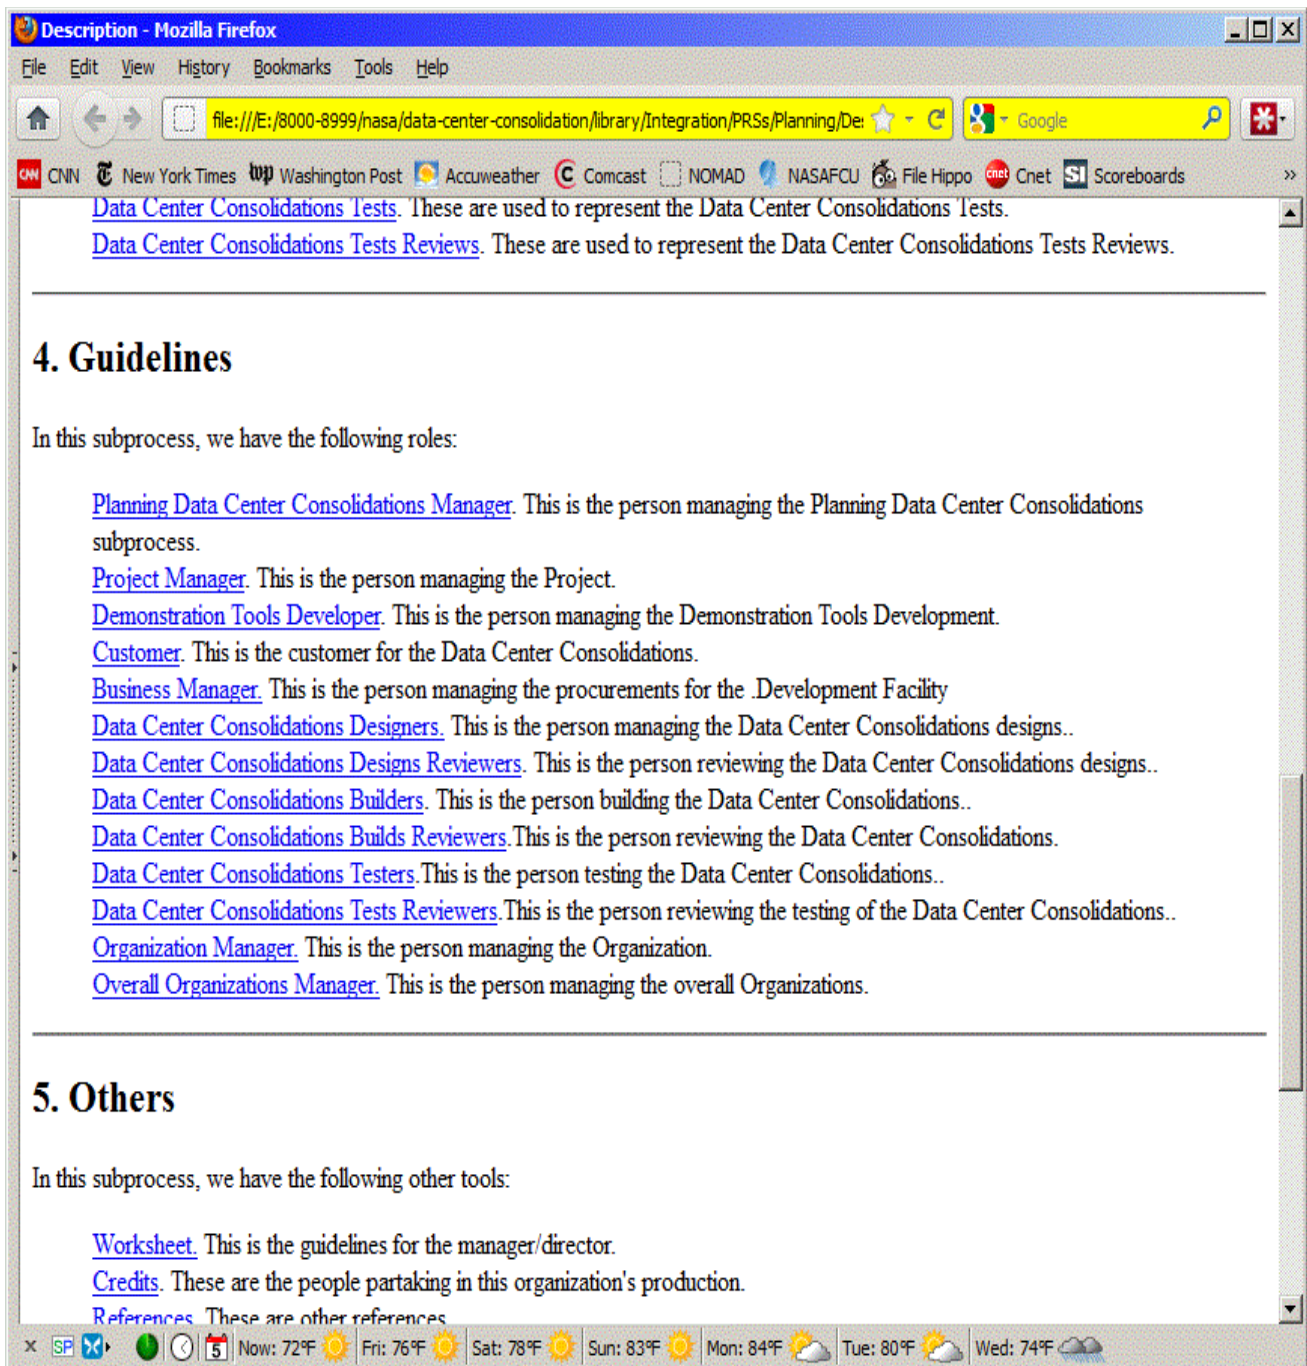 Description - Mozilla Firefox
File Edit View History Bookmarks Tools Help
file:///E:/8000-8999/nasa/data-center-consolidation/library/Integration/PRSs/Planning/De Google
CNN CNN New York Times wp Washington Post Accuweather C Comcast NOMAD NASAFCU File Hippo cnet Cnet SI Scoreboards »
Data Center Consolidations Tests. These are used to represent the Data Center Consolidations Tests.
Data Center Consolidations Tests Reviews. These are used to represent the Data Center Consolidations Tests Reviews.
4. Guidelines
In this subprocess, we have the following roles:
Planning Data Center Consolidations Manager. This is the person managing the Planning Data Center Consolidations
subprocess.
Project Manager. This is the person managing the Project.
Demonstration Tools Developer. This is the person managing the Demonstration Tools Development.
Customer. This is the customer for the Data Center Consolidations.
Business Manager. This is the person managing the procurements for the .Development Facility
Data Center Consolidations Designers. This is the person managing the Data Center Consolidations designs..
Data Center Consolidations Designs Reviewers. This is the person reviewing the Data Center Consolidations designs..
Data Center Consolidations Builders. This is the person building the Data Center Consolidations..
Data Center Consolidations Builds Reviewers.This is the person reviewing the Data Center Consolidations.
Data Center Consolidations Testers.This is the person testing the Data Center Consolidations..
Data Center Consolidations Tests Reviewers.This is the person reviewing the testing of the Data Center Consolidations..
Organization Manager. This is the person managing the Organization.
Overall Organizations Manager. This is the person managing the overall Organizations.
5. Others
In this subprocess, we have the following other tools:
Worksheet. This is the guidelines for the manager/director.
Credits. These are the people partaking in this organization's production.
References. These are other references
x SP 5 Now: 72°F Fri: 76°F Sat: 78°F Sun: 83°F Mon: 84°F Tue: 80°F Wed: 74°F